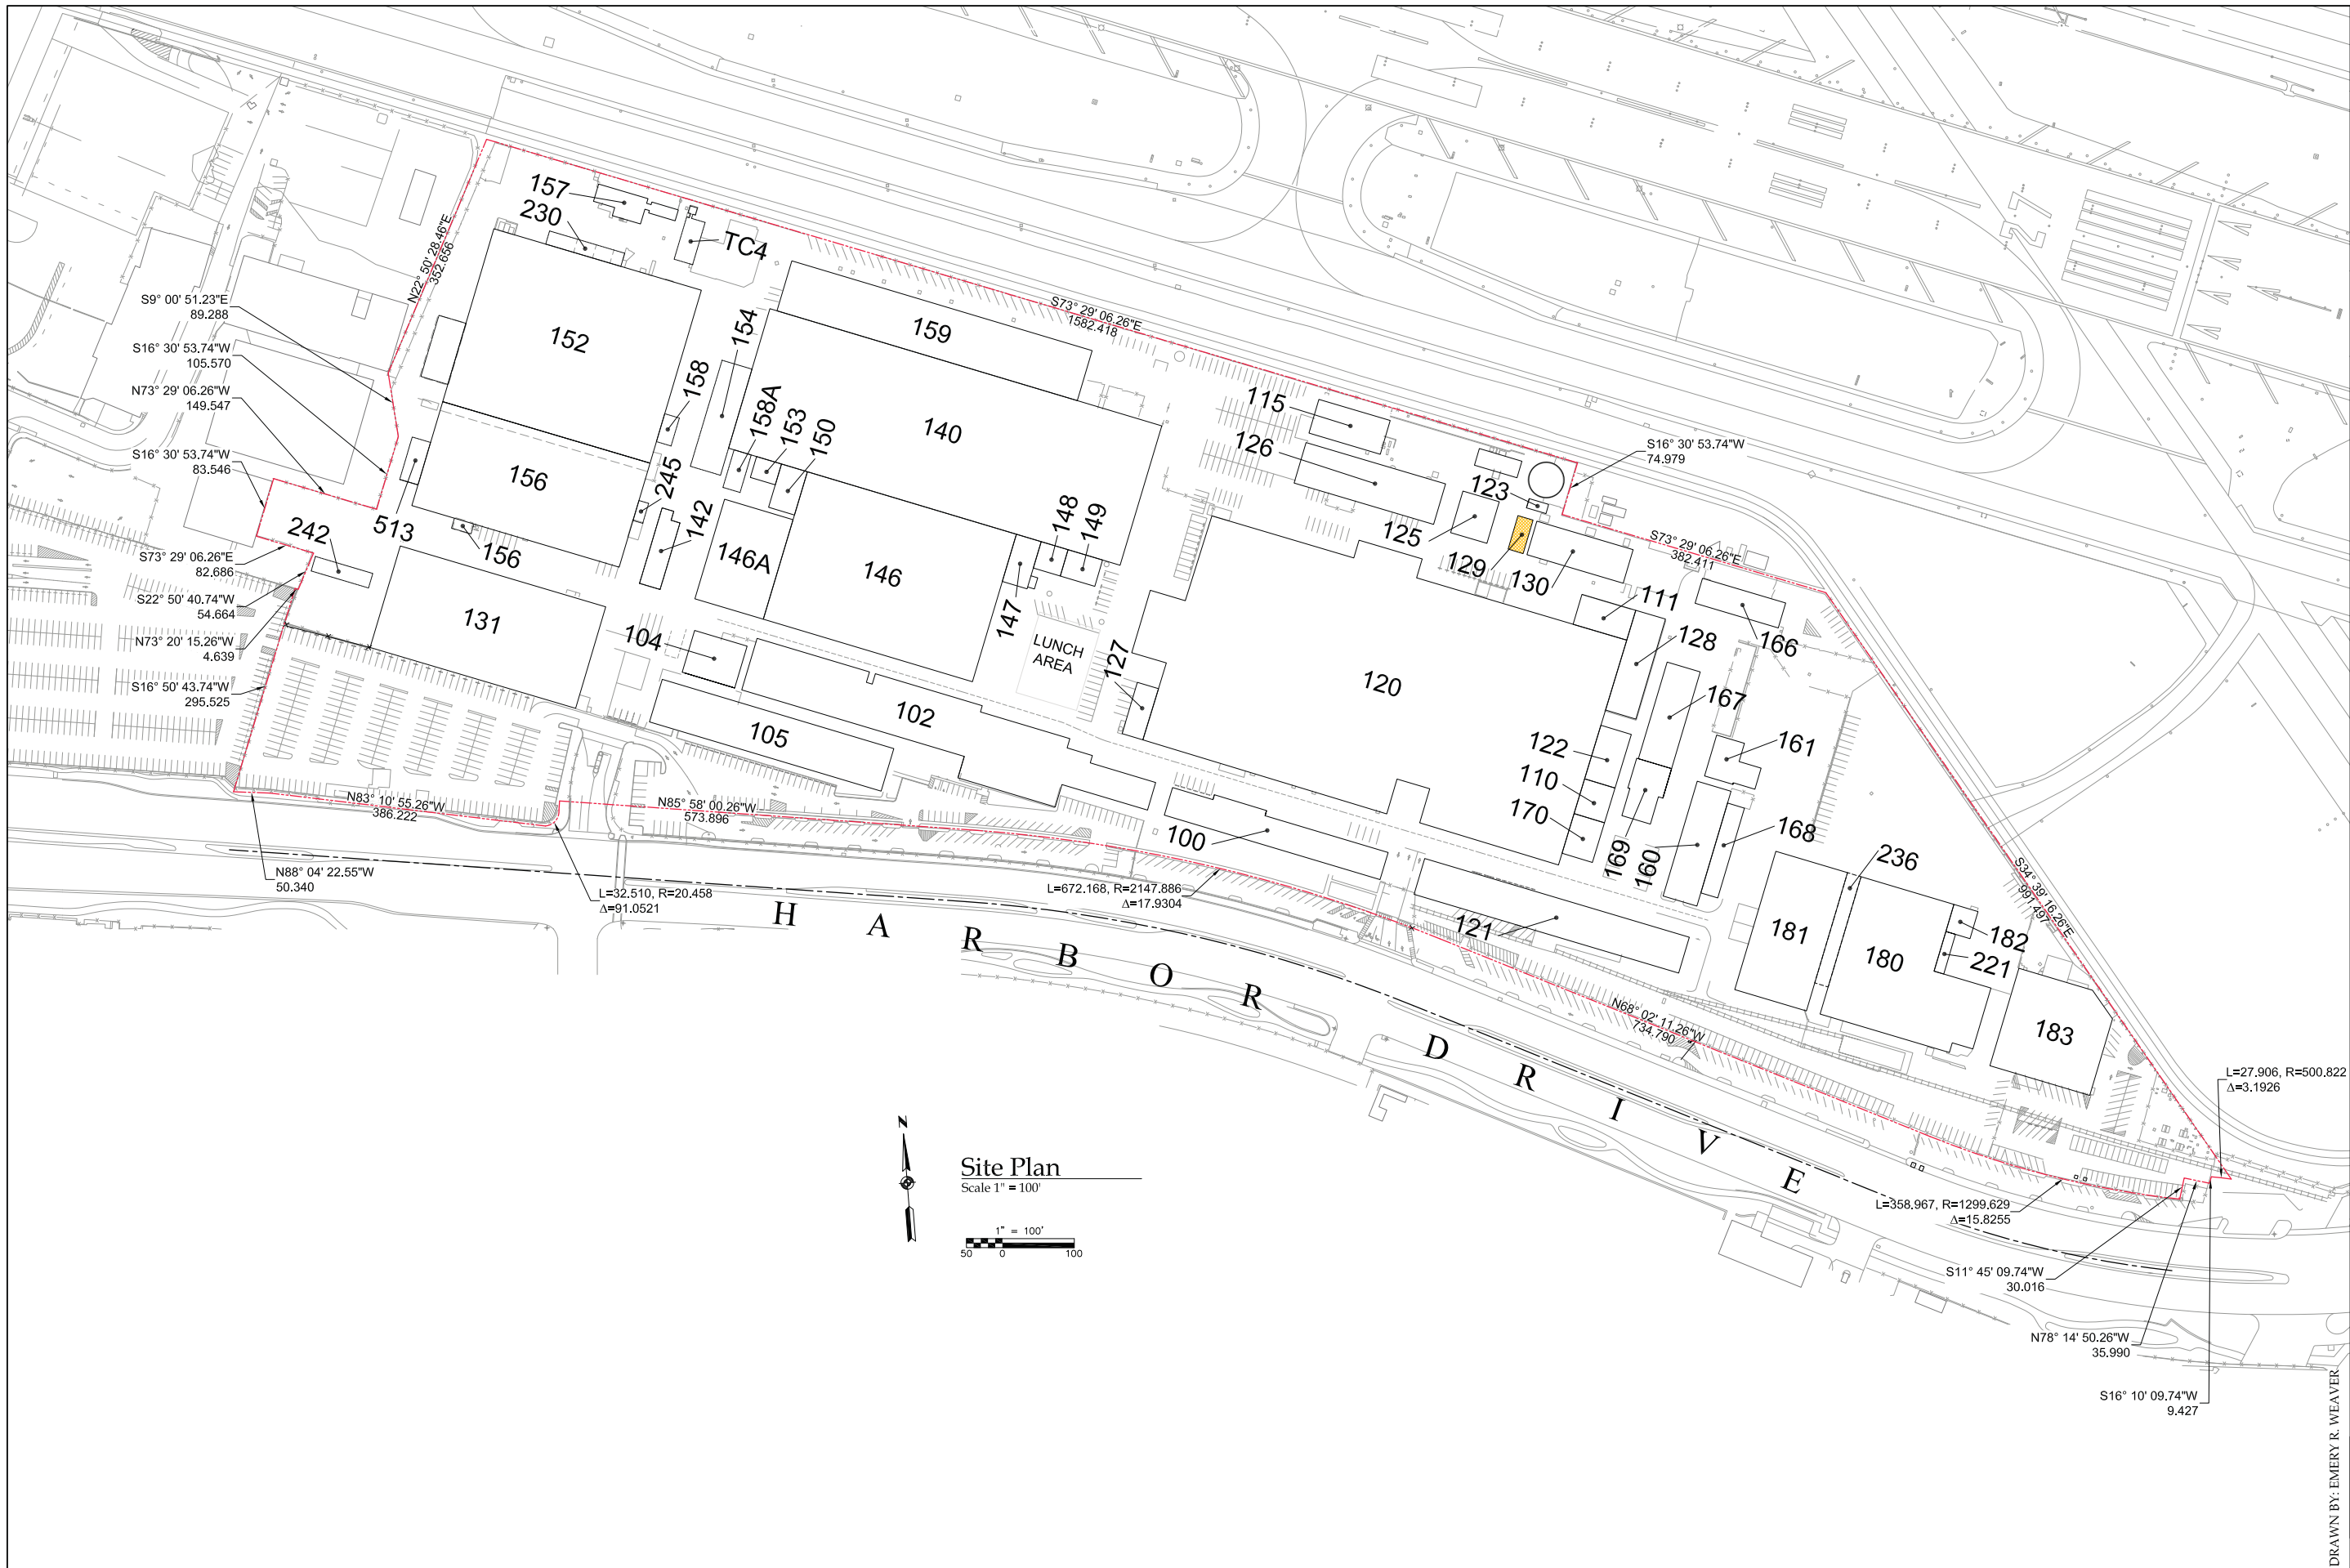 157
230
TC4
N22° 50' 28.46"E
352.656
S9° 00' 51.23"E
89.288
S16° 30' 53.74"W
105.570
N73° 29' 06.26"W
149.547
S16° 30' 53.74"W
83.546
S73° 29' 06.26"E
82.686
S22° 50' 40.74"W
54.664
N73° 20' 15.26"W
4.639
S16° 50' 43.74"W
295.525
S73° 29' 06.26"E
1582.418
152
154
159
158
158A
153
150
140
156
245
142
513
242
156
146A
146
148
149
147
131
104
LUNCH
AREA
127
105
102
115
126
S16° 30' 53.74"W
74.979
123
125
129
130
S73° 29' 06.26"E
382.411
111
128
166
120
167
122
161
110
170
169
160
168
100
121
236
181
180
182
221
183
S34° 39' 16.26"E
991.497
N83° 10' 55.26"W
386.222
N85° 58' 00.26"W
573.896
N88° 04' 22.55"W
50.340
L=32.510, R=20.458
Δ=91.0521
L=672.168, R=2147.886
Δ=17.9304
N68° 02' 11.26"W
734.790
HARBOR DRIVE
L=27.906, R=500.822
Δ=3.1926
L=358.967, R=1299.629
Δ=15.8255
S11° 45' 09.74"W
30.016
N78° 14' 50.26"W
35.990
S16° 10' 09.74"W
9.427
N
Site Plan
Scale 1" = 100'
1" = 100'
50 0 100
DRAWN BY: EMERY R. WEAVER